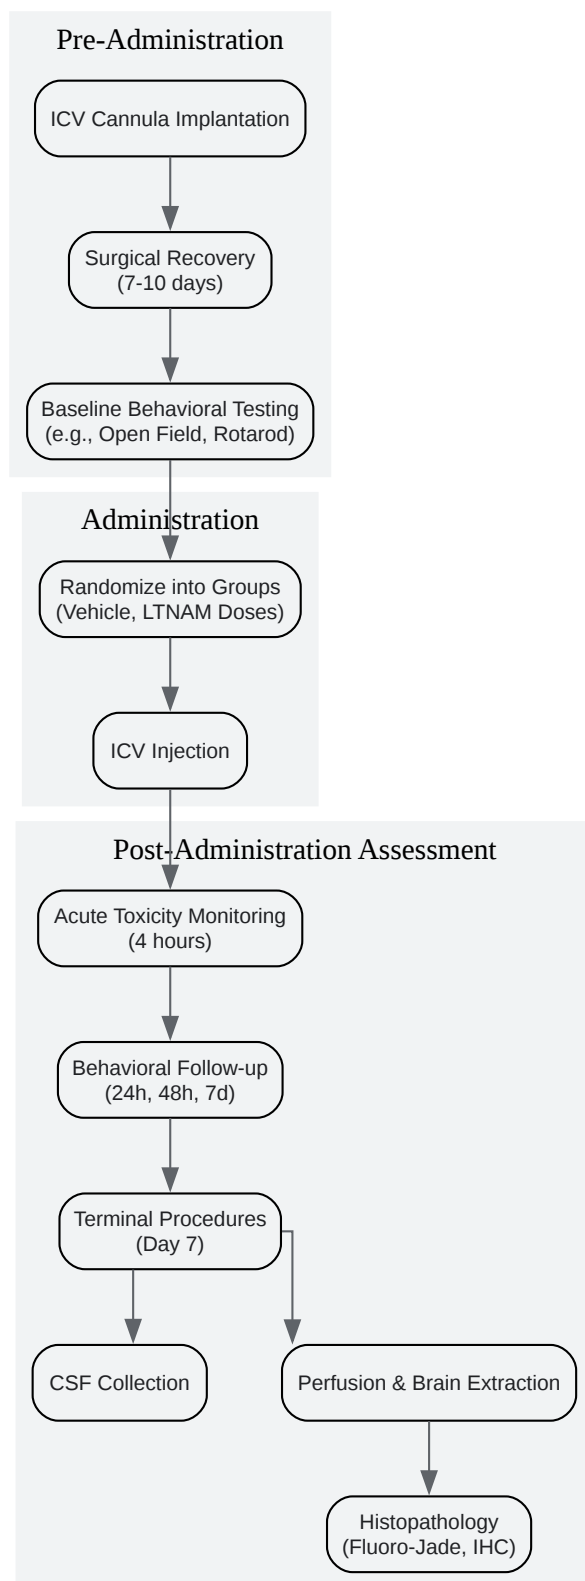 Pre-Administration
ICV Cannula Implantation
Surgical Recovery
(7-10 days)
Baseline Behavioral Testing
(e.g., Open Field, Rotarod)
Administration
Randomize into Groups
(Vehicle, LTNAM Doses)
ICV Injection
Post-Administration Assessment
Acute Toxicity Monitoring
(4 hours)
Behavioral Follow-up
(24h, 48h, 7d)
Terminal Procedures
(Day 7)
CSF Collection
Perfusion & Brain Extraction
Histopathology
(Fluoro-Jade, IHC)